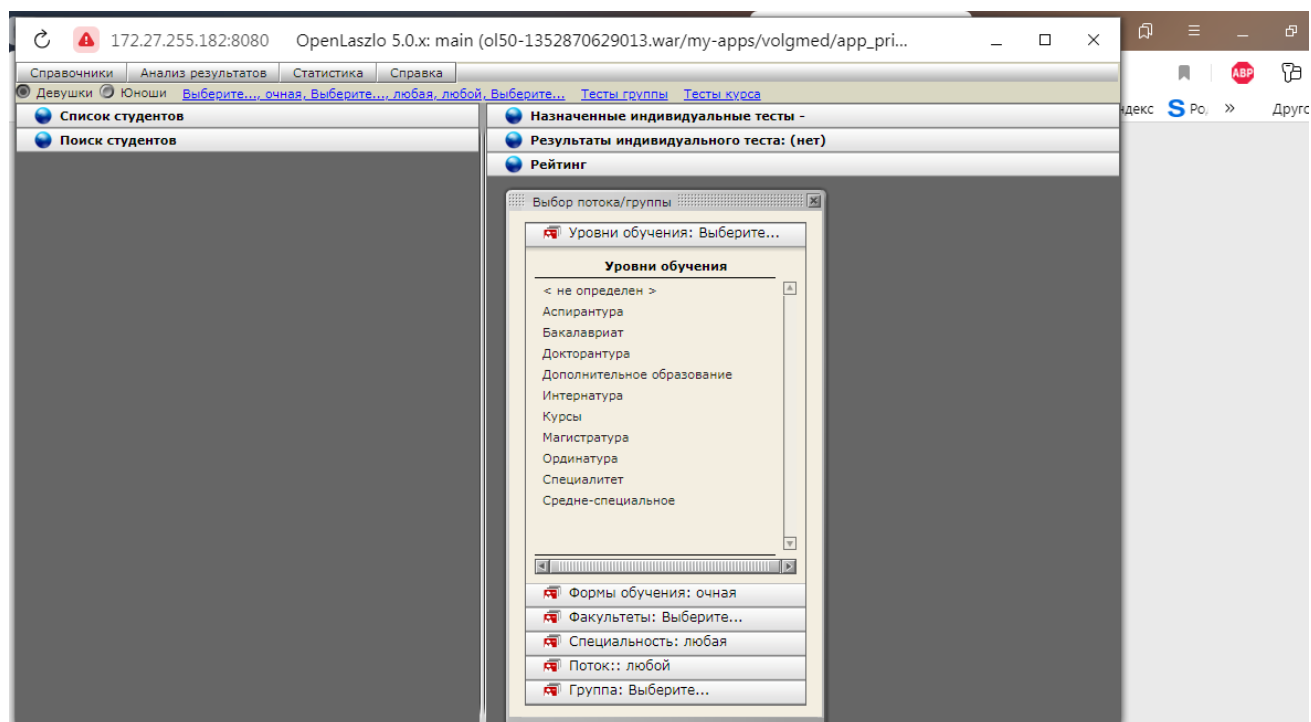 172.27.255.182:8080 OpenLaszlo 5.0.x: main (ol50-1352870629013.war/my-apps/volgmed/app_pri...
Справочники Анализ результатов Статистика Справка
ABP
Девушки Юноши Выберите..., очная, Выберите..., любая, любой, Выберите... Тесты группы Тесты курса
ндекс S Ро, » Друго
Список студентов
Поиск студентов
Назначенные индивидуальные тесты -
Результаты индивидуального теста: (нет)
Рейтинг
Выбор потока/группы
Уровни обучения: Выберите...
Уровни обучения
< не определен >
Аспирантура
Бакалавриат
Докторантура
Дополнительное образование
Интернатура
Курсы
Магистратура
Ординатура
Специалитет
Средне-специальное
Формы обучения: очная
Факультеты: Выберите...
Специальность: любая
Поток:: любой
Группа: Выберите...